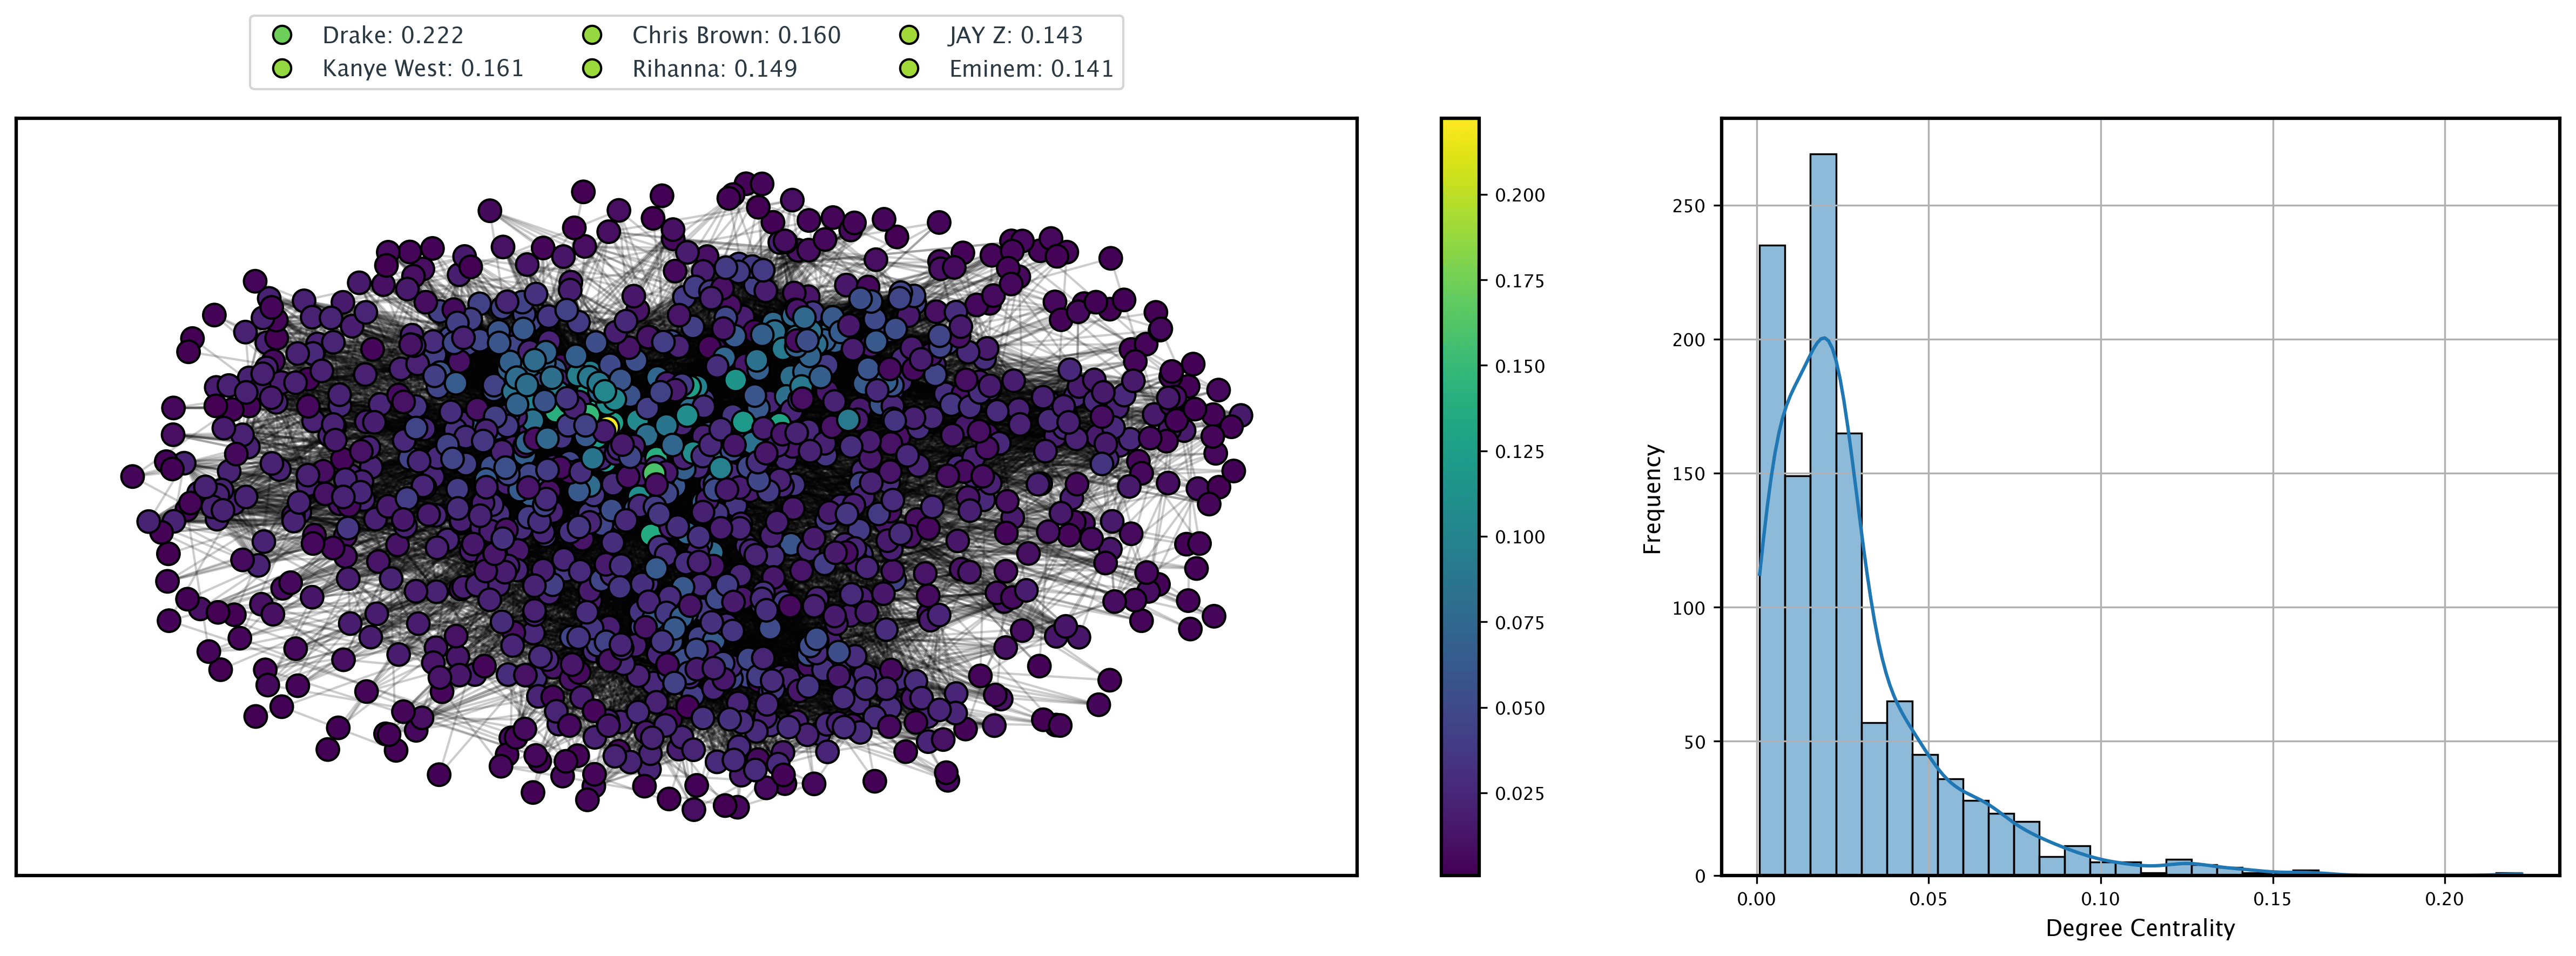 Drake: 0.222 Chris Brown: 0.160 JAY Z: 0.143
Kanye West: 0.161 Rihanna: 0.149 Eminem: 0.141
0.200
0.175
0.150
0.125
0.100
0.075
0.050
0.025
Frequency
250
200
150
100
50
0
0.00 0.05 0.10 0.15 0.20
Degree Centrality